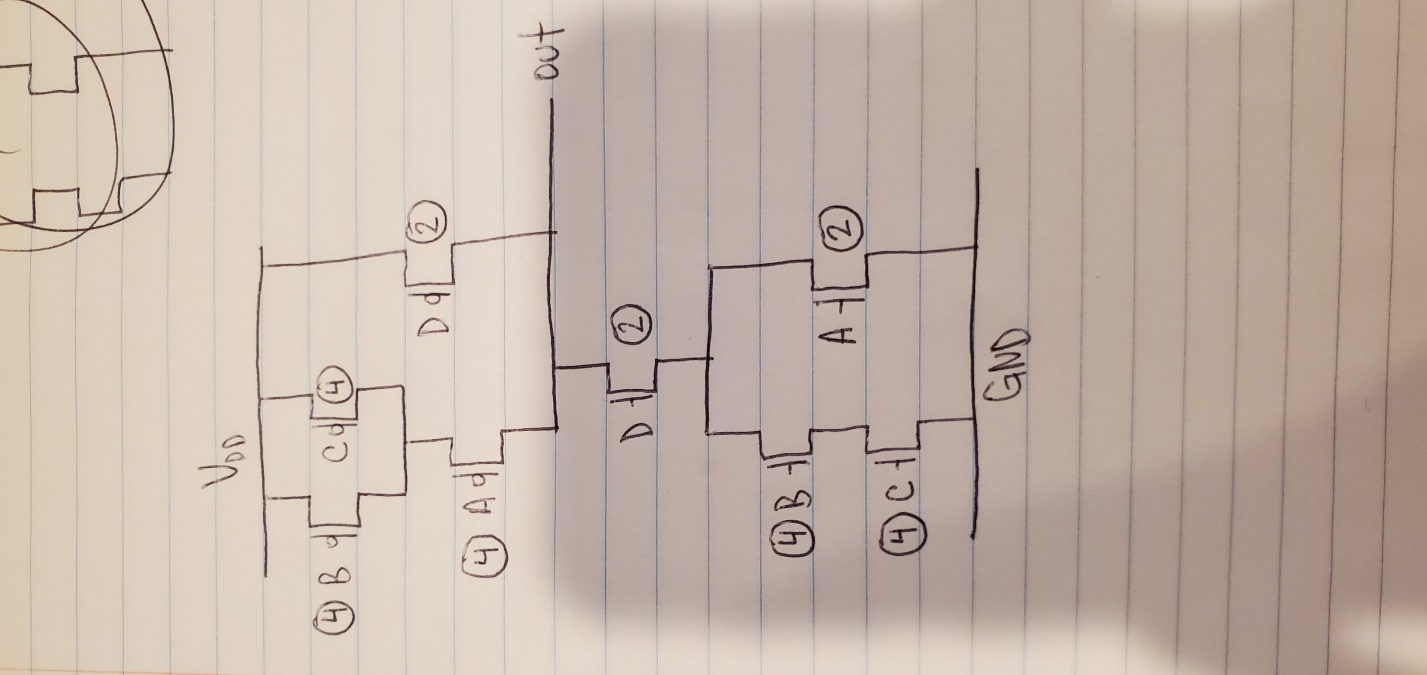 VDD
④ B C ④
D ②
④ A
out
D ②
④ B
A ②
④ C
GND